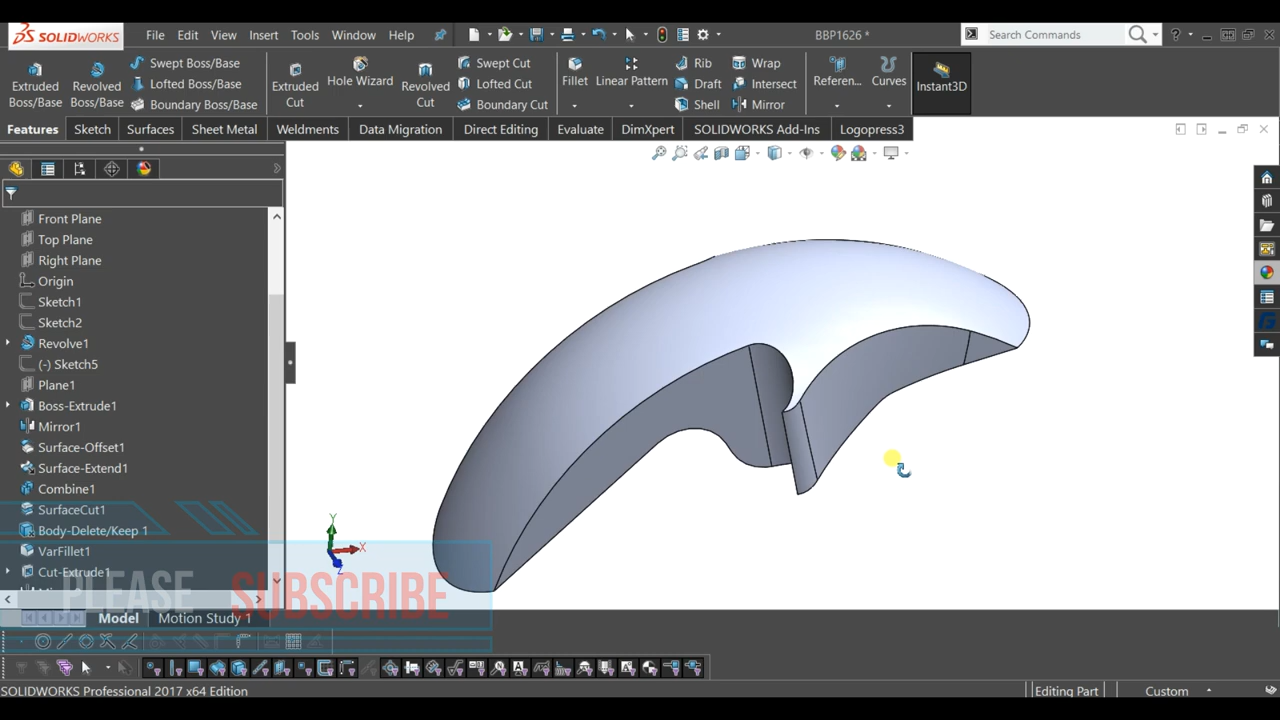 SOLIDWORKS File Edit View Insert Tools Window Help BBP1626 * Search Commands
Extruded Boss/Base Revolved Boss/Base Swept Boss/Base Extruded Cut Hole Wizard Revolved Cut Swept Cut Fillet Linear Pattern Rib Wrap Referen... Curves Instant3D
Lofted Boss/Base Lofted Cut Draft Intersect
Boundary Boss/Base Boundary Cut Shell Mirror
Features Sketch Surfaces Sheet Metal Weldments Data Migration Direct Editing Evaluate DimXpert SOLIDWORKS Add-Ins Logopress3
Front Plane
Top Plane
Right Plane
Origin
Sketch1
Sketch2
Revolve1
(-) Sketch5
Plane1
Boss-Extrude1
Mirror1
Surface-Offset1
Surface-Extend1
Combine1
SurfaceCut1
Body-Delete/Keep 1
VarFillet1
Cut-Extrude1
Y
X
Z
PLEASE SUBSCRIBE
Model Motion Study 1
SOLIDWORKS Professional 2017 x64 Edition Editing Part Custom